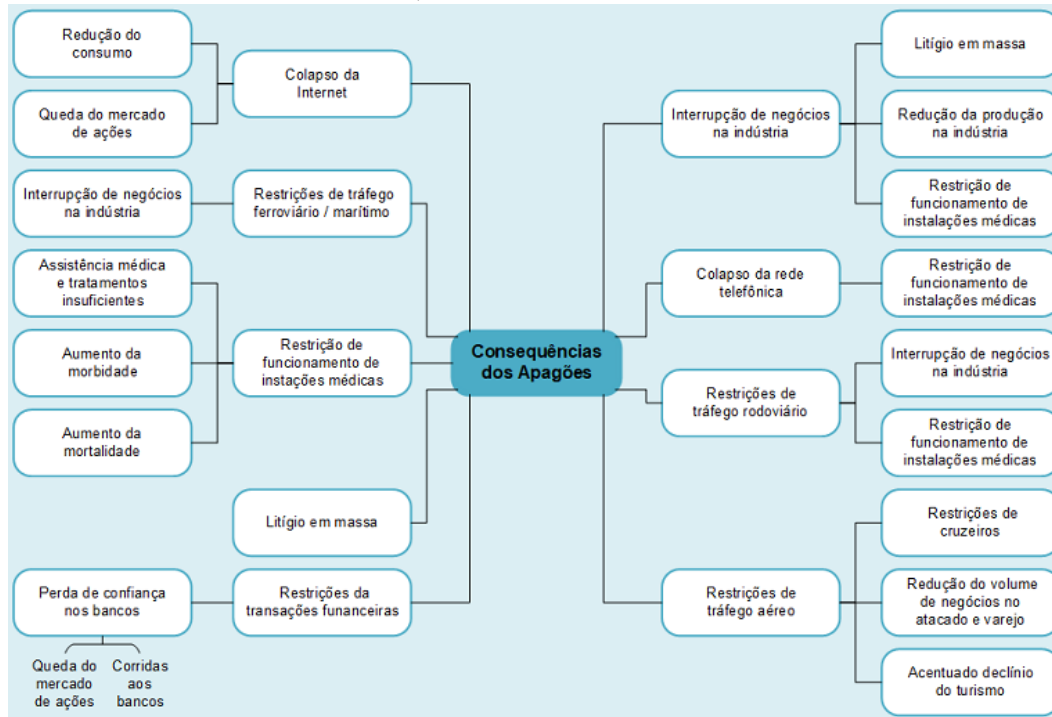 Redução do
consumo
Queda do mercado
de ações
Colapso da
Internet
Interrupção de negócios
na indústria
Restrições de tráfego
ferroviário / marítimo
Assistência médica
e tratamentos
insuficientes
Aumento da
morbidade
Aumento da
mortalidade
Restrição de
funcionamento de
instações médicas
Litígio em massa
Perda de confiança
nos bancos
Restrições da
transações funanceiras
Queda do
mercado
de ações
Corridas
aos
bancos
Consequências
dos Apagões
Interrupção de negócios
na indústria
Litígio em massa
Redução da produção
na indústria
Restrição de
funcionamento de
instalações médicas
Colapso da rede
telefônica
Restrição de
funcionamento de
instalações médicas
Restrições de
tráfego rodoviário
Interrupção de negócios
na indústria
Restrição de
funcionamento de
instalações médicas
Restrições de
tráfego aéreo
Restrições de
cruzeiros
Redução do volume
de negócios no
atacado e varejo
Acentuado declínio
do turismo